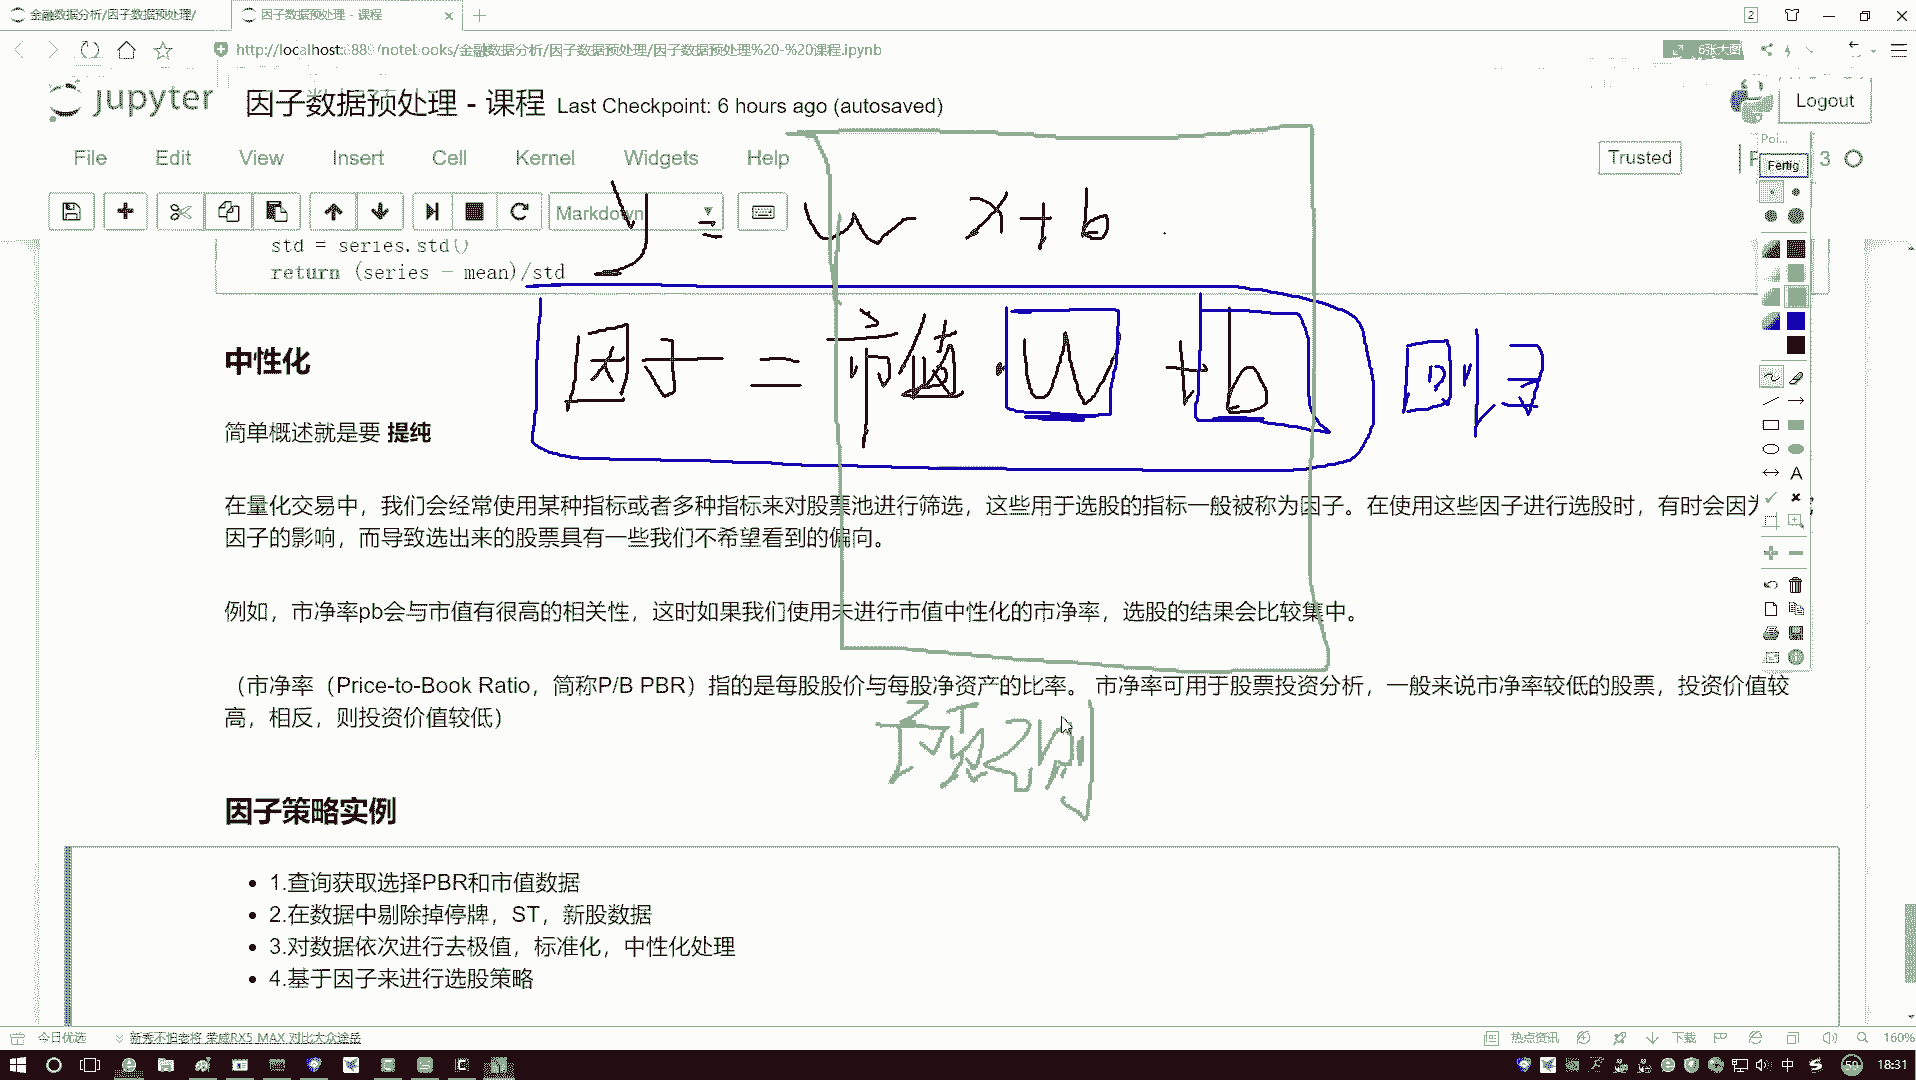 金融数据分析/因子数据预处理/
因子数据预处理 - 课程
2
http://localhost:8889/notebooks/金融数据分析/因子数据预处理/因子数据预处理%20-%20课程.ipynb
6张大图
jupyter
因子数据预处理 - 课程
Last Checkpoint: 6 hours ago (autosaved)
Logout
File
Edit
View
Insert
Cell
Kernel
Widgets
Help
Trusted
3
Poi...
Fertig
Markdown
y = w x + b
std = series.std()
return (series - mean)/std
因子 = 市值 · W + b
回归
中性化
简单概述就是要 提纯
在量化交易中，我们会经常使用某种指标或者多种指标来对股票池进行筛选，这些用于选股的指标一般被称为因子。在使用这些因子进行选股时，有时会因为
因子的影响，而导致选出来的股票具有一些我们不希望看到的偏向。
例如，市净率pb会与市值有很高的相关性，这时如果我们使用未进行市值中性化的市净率，选股的结果会比较集中。
（市净率（Price-to-Book Ratio，简称P/B PBR）指的是每股股价与每股净资产的比率。 市净率可用于股票投资分析，一般来说市净率较低的股票，投资价值较
高，相反，则投资价值较低）
预测
因子策略实例
1.查询获取选择PBR和市值数据
2.在数据中剔除掉停牌，ST，新股数据
3.对数据依次进行去极值，标准化，中性化处理
4.基于因子来进行选股策略
今日优选
新秀不怕老将 荣威RX5 MAX 对比大众途岳
热点资讯
下载
160%
中
50
18:31